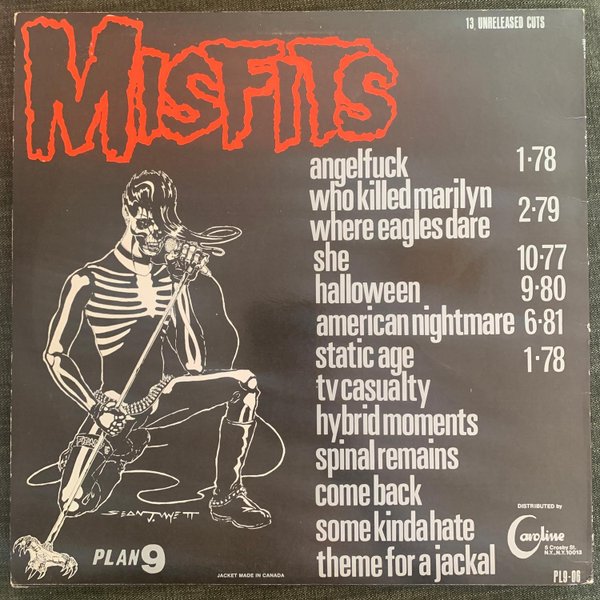 13 UNRELEASED CUTS
MISFITS
angelfuck 1·78
who killed marilyn
where eagles dare 2·79
she 10·77
halloween 9·80
american nightmare 6·81
static age 1·78
tv casualty
hybrid moments
spinal remains
come back
some kinda hate
theme for a jackal
PLAN 9
JACKET MADE IN CANADA
DISTRIBUTED by
Caroline
5 Crosby St.
N.Y., N.Y. 10013
PL9-06